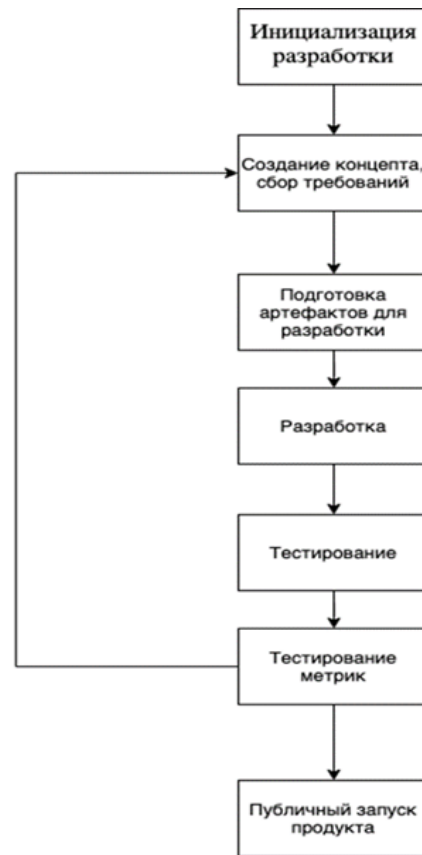 Инициализация
разработки
Создание концепта,
сбор требований
Подготовка
артефактов для
разработки
Разработка
Тестирование
Тестирование
метрик
Публичный запуск
продукта